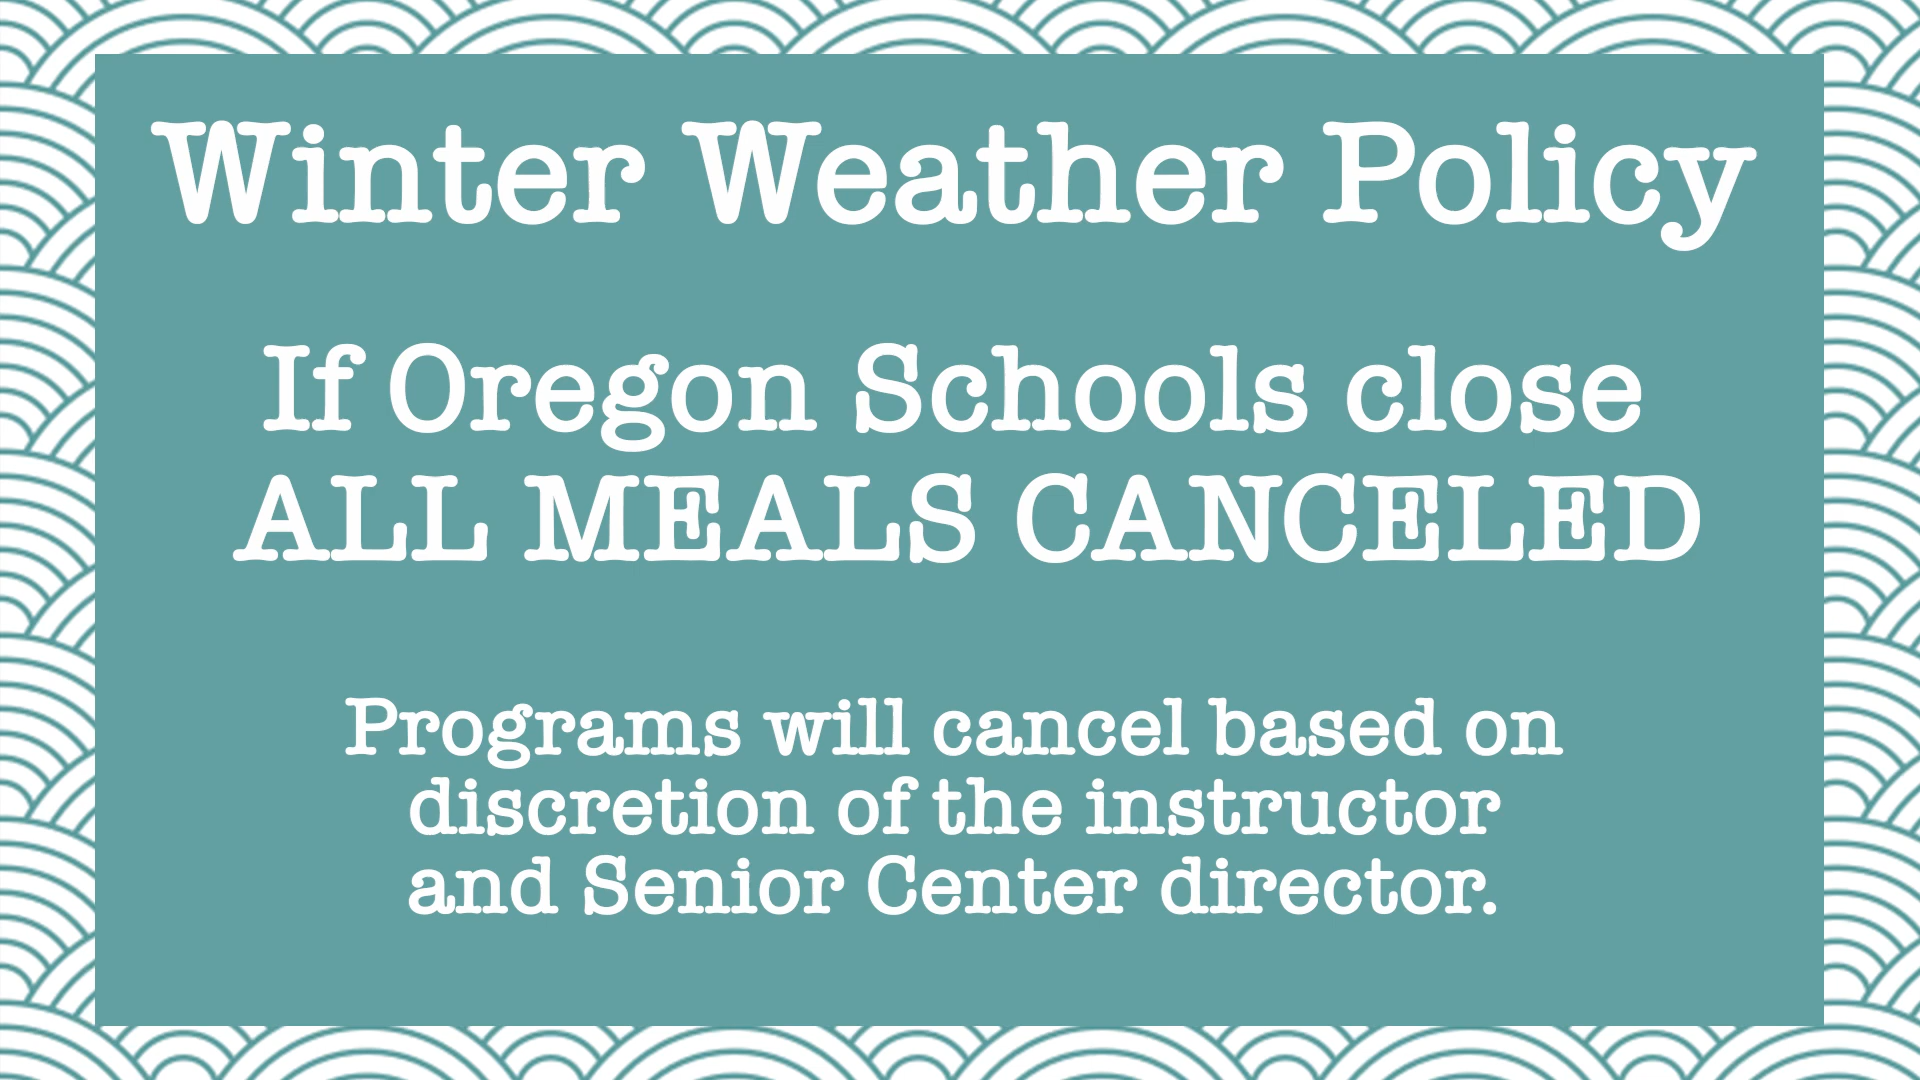 Winter Weather Policy
If Oregon Schools close
ALL MEALS CANCELED
Programs will cancel based on
discretion of the instructor
and Senior Center director.